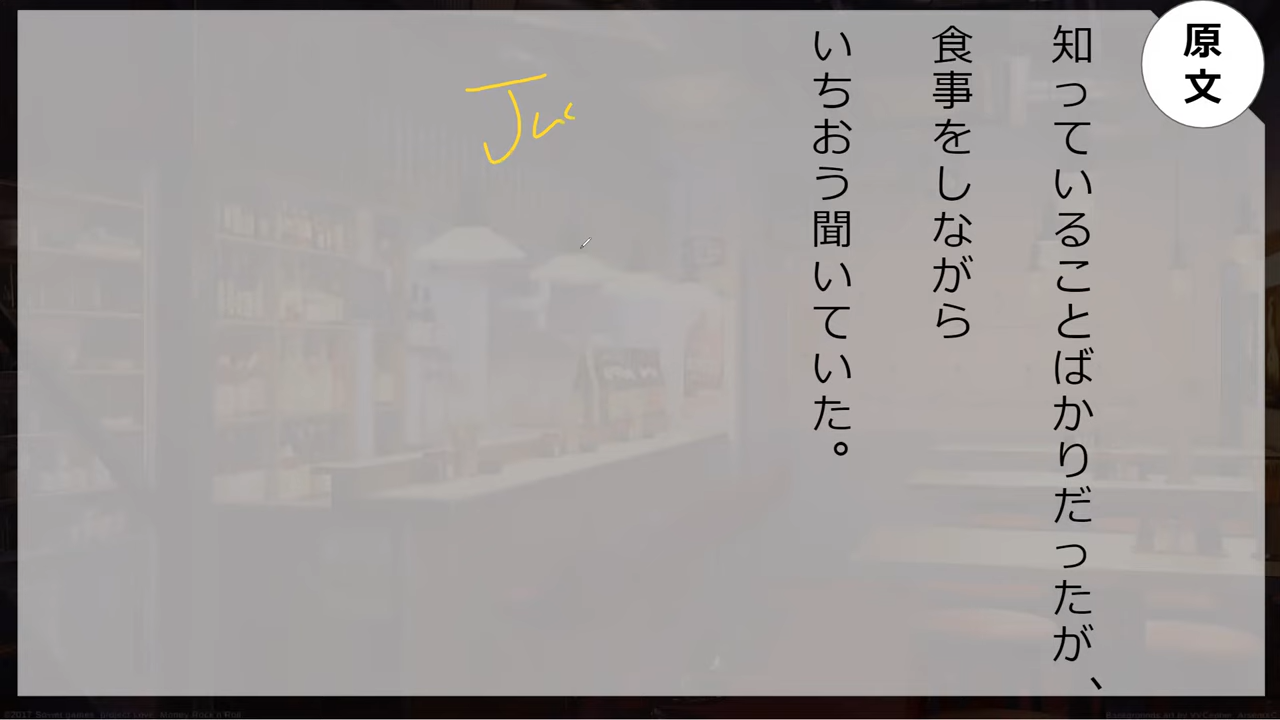 原文
知っていることばかりだったが、
食事をしながら
いちおう聞いていた。
Ju